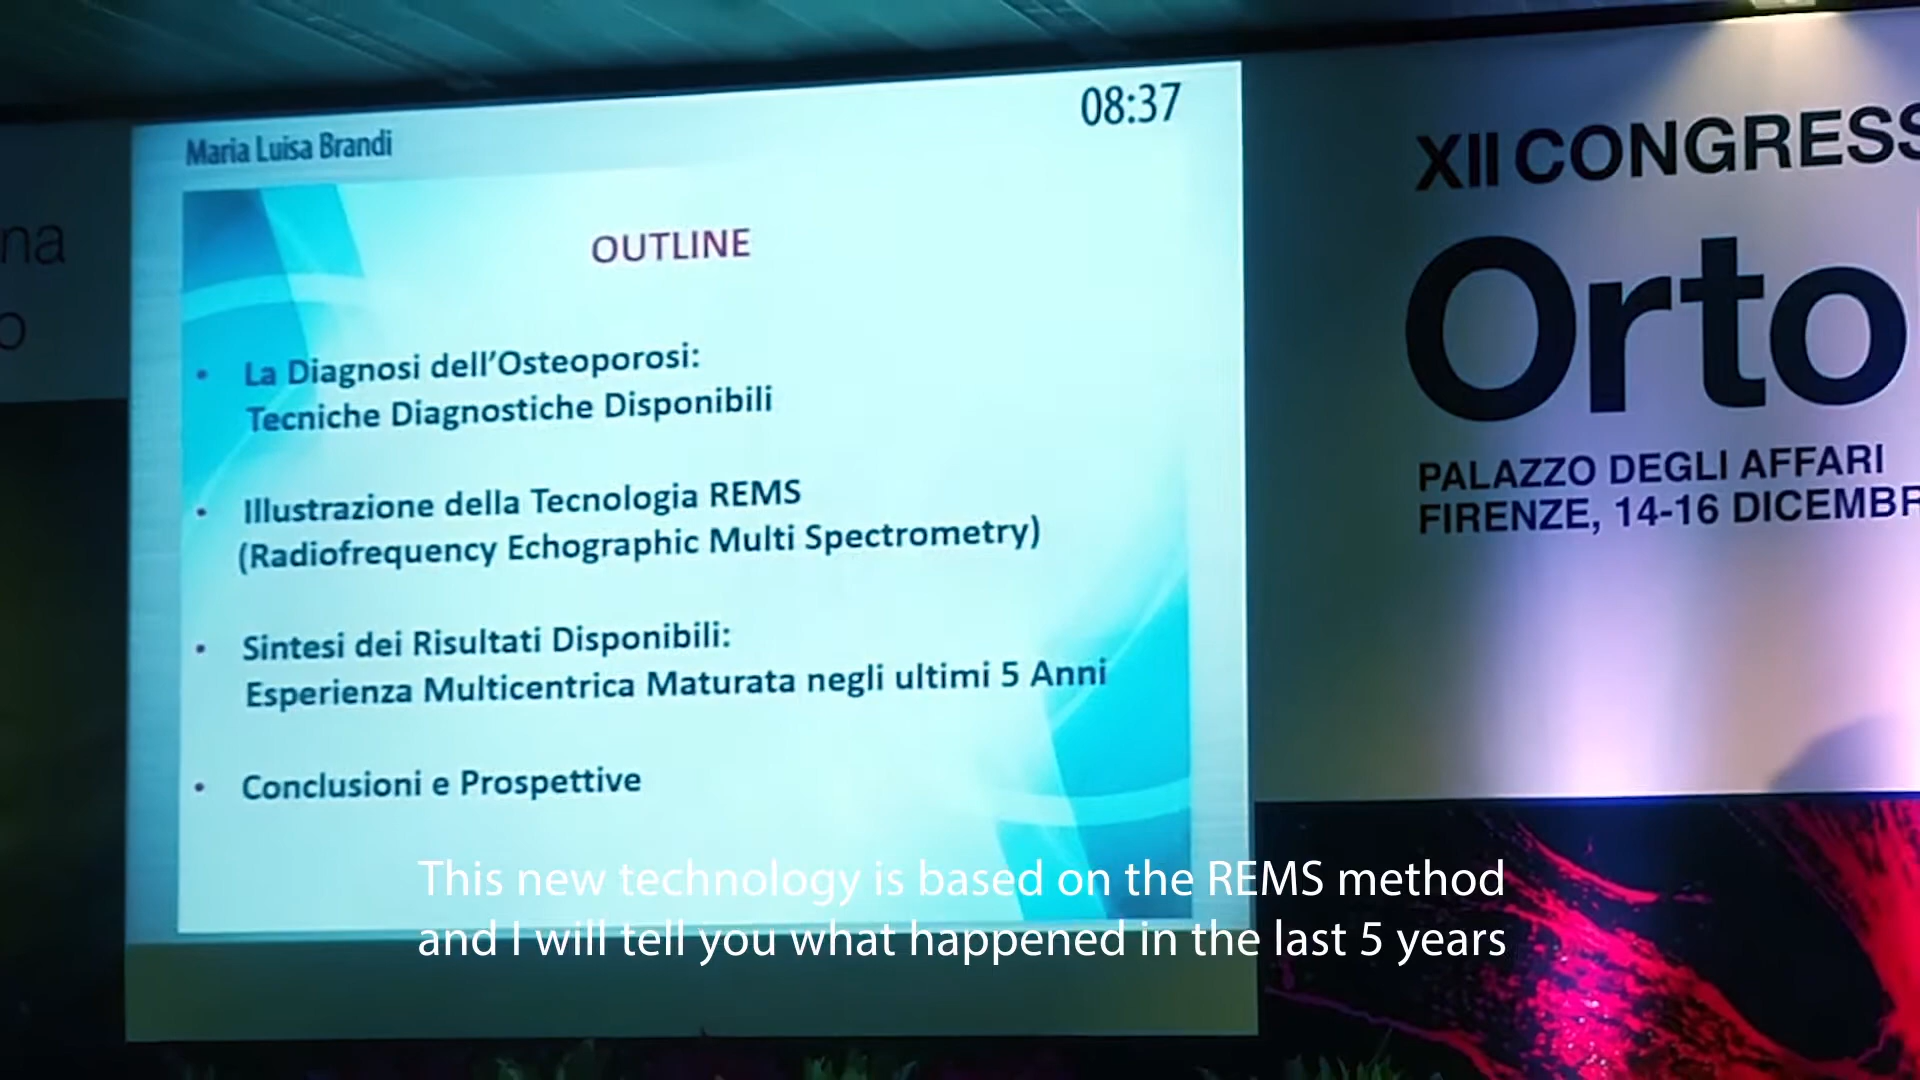 na
o
Maria Luisa Brandi
08:37
OUTLINE
• La Diagnosi dell'Osteoporosi:
Tecniche Diagnostiche Disponibili
• Illustrazione della Tecnologia REMS
(Radiofrequency Echographic Multi Spectrometry)
• Sintesi dei Risultati Disponibili:
Esperienza Multicentrica Maturata negli ultimi 5 Anni
• Conclusioni e Prospettive
XII CONGRESS
Orto
PALAZZO DEGLI AFFARI
FIRENZE, 14-16 DICEMBR
This new technology is based on the REMS method
and I will tell you what happened in the last 5 years